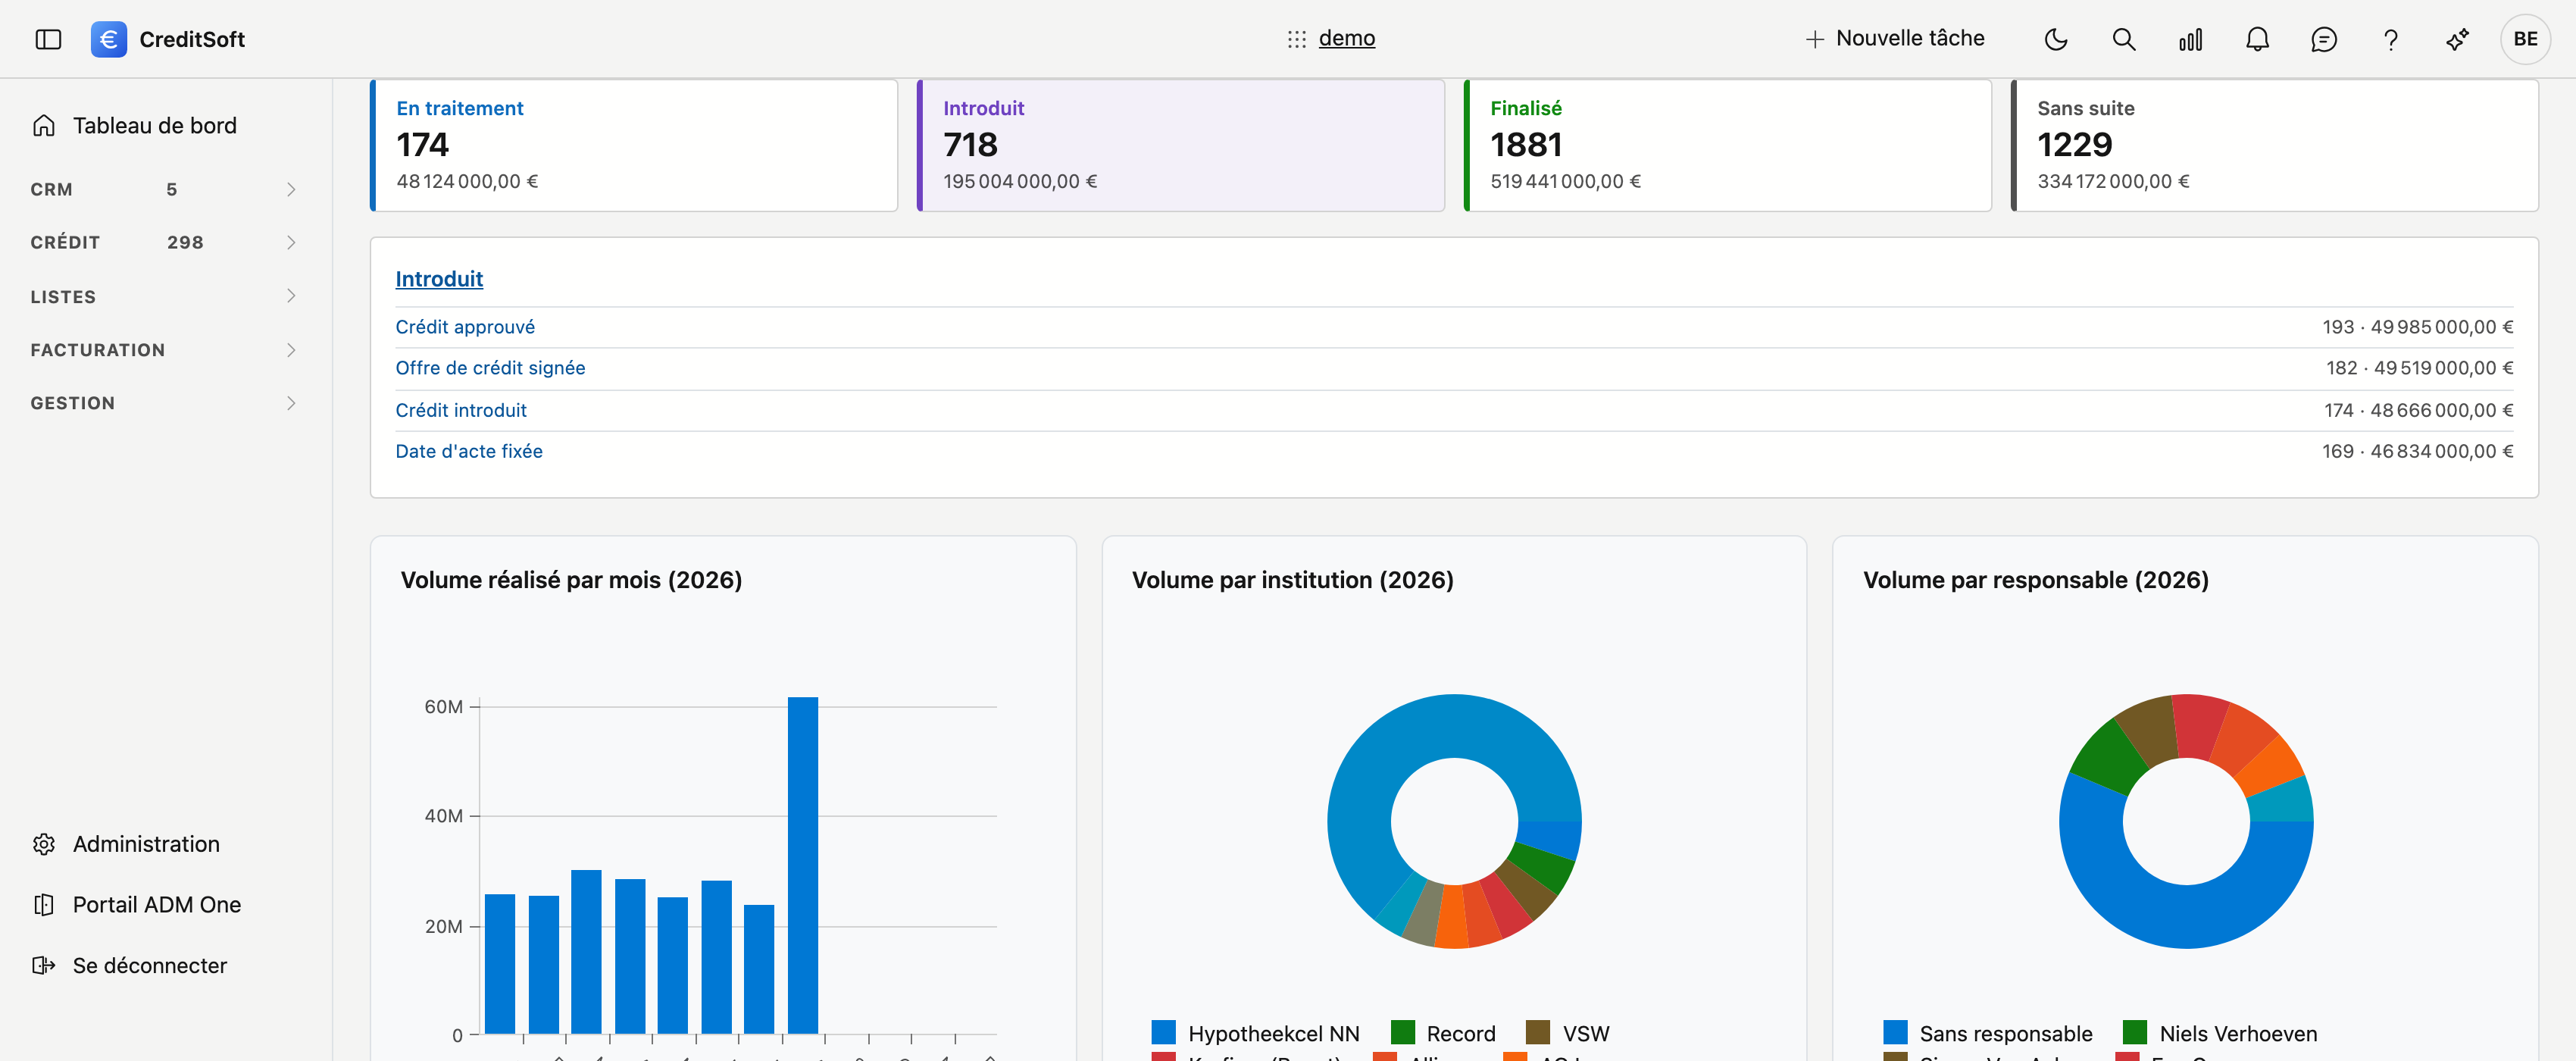 CreditSoft
demo
Nouvelle tâche
BE
Tableau de bord
CRM 5
CRÉDIT 298
LISTES
FACTURATION
GESTION
Administration
Portail ADM One
Se déconnecter
En traitement
174
48 124 000,00 €
Introduit
718
195 004 000,00 €
Finalisé
1881
519 441 000,00 €
Sans suite
1229
334 172 000,00 €
Introduit
Crédit approuvé 193 · 49 985 000,00 €
Offre de crédit signée 182 · 49 519 000,00 €
Crédit introduit 174 · 48 666 000,00 €
Date d'acte fixée 169 · 46 834 000,00 €
Volume réalisé par mois (2026)
60M
40M
20M
0
Volume par institution (2026)
Hypotheekcel NN Record VSW
Volume par responsable (2026)
Sans responsable Niels Verhoeven